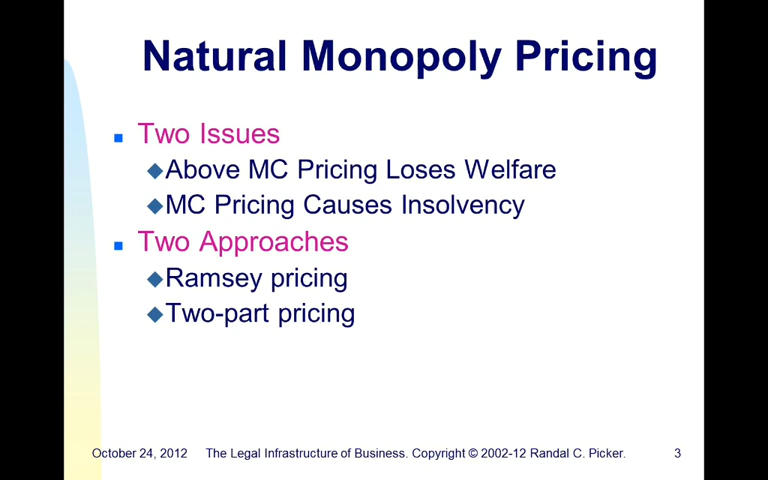 Natural Monopoly Pricing
Two Issues
Above MC Pricing Loses Welfare
MC Pricing Causes Insolvency
Two Approaches
Ramsey pricing
Two-part pricing
October 24, 2012 The Legal Infrastructure of Business. Copyright © 2002-12 Randal C. Picker. 3